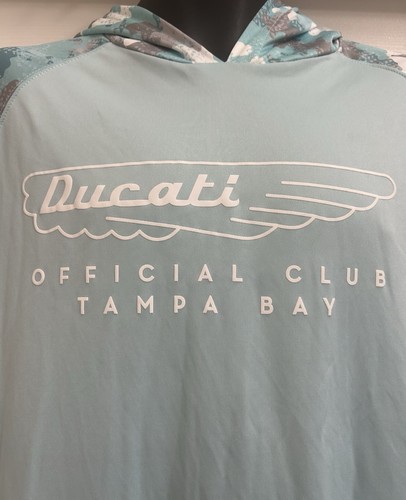 Ducati
OFFICIAL CLUB
TAMPA BAY